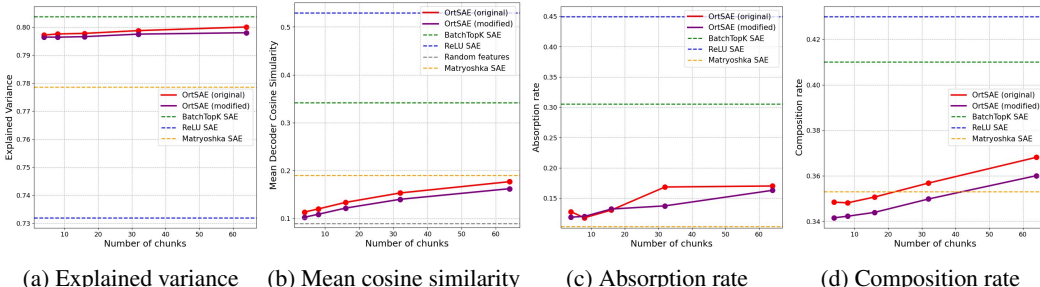 0.80
0.79
0.78
0.77
0.76
0.75
0.74
0.73
Explained Variance
OrtSAE (original)
OrtSAE (modified)
BatchTopK SAE
ReLU SAE
Matryoshka SAE
10 20 30 40 50 60
Number of chunks
(a) Explained variance
0.5
0.4
0.3
0.2
0.1
Mean Decoder Cosine Similarity
OrtSAE (original)
OrtSAE (modified)
BatchTopK SAE
ReLU SAE
Random features
Matryoshka SAE
10 20 30 40 50 60
Number of chunks
(b) Mean cosine similarity
0.45
0.40
0.35
0.30
0.25
0.20
0.15
Absorption rate
OrtSAE (original)
OrtSAE (modified)
BatchTopK SAE
ReLU SAE
Matryoshka SAE
0 10 20 30 40 50 60
Number of chunks
(c) Absorption rate
0.42
0.40
0.38
0.36
0.34
Composition rate
OrtSAE (original)
OrtSAE (modified)
BatchTopK SAE
ReLU SAE
Matryoshka SAE
0 10 20 30 40 50 60
Number of chunks
(d) Composition rate